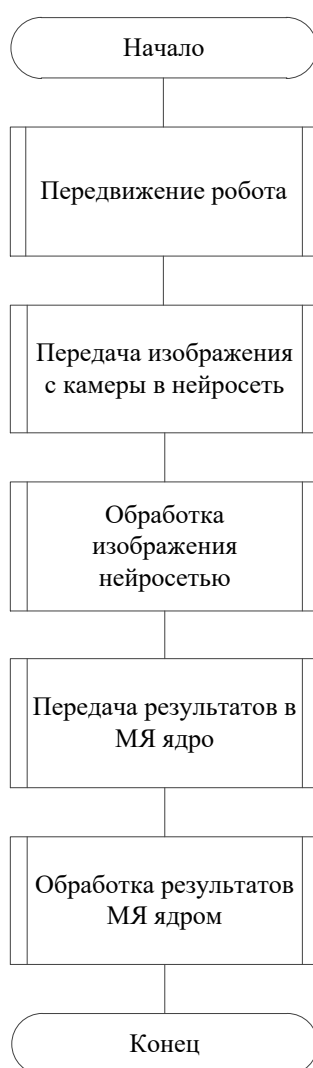 Начало
Передвижение робота
Передача изображения
с камеры в нейросеть
Обработка
изображения
нейросетью
Передача результатов в
МЯ ядро
Обработка результатов
МЯ ядром
Конец